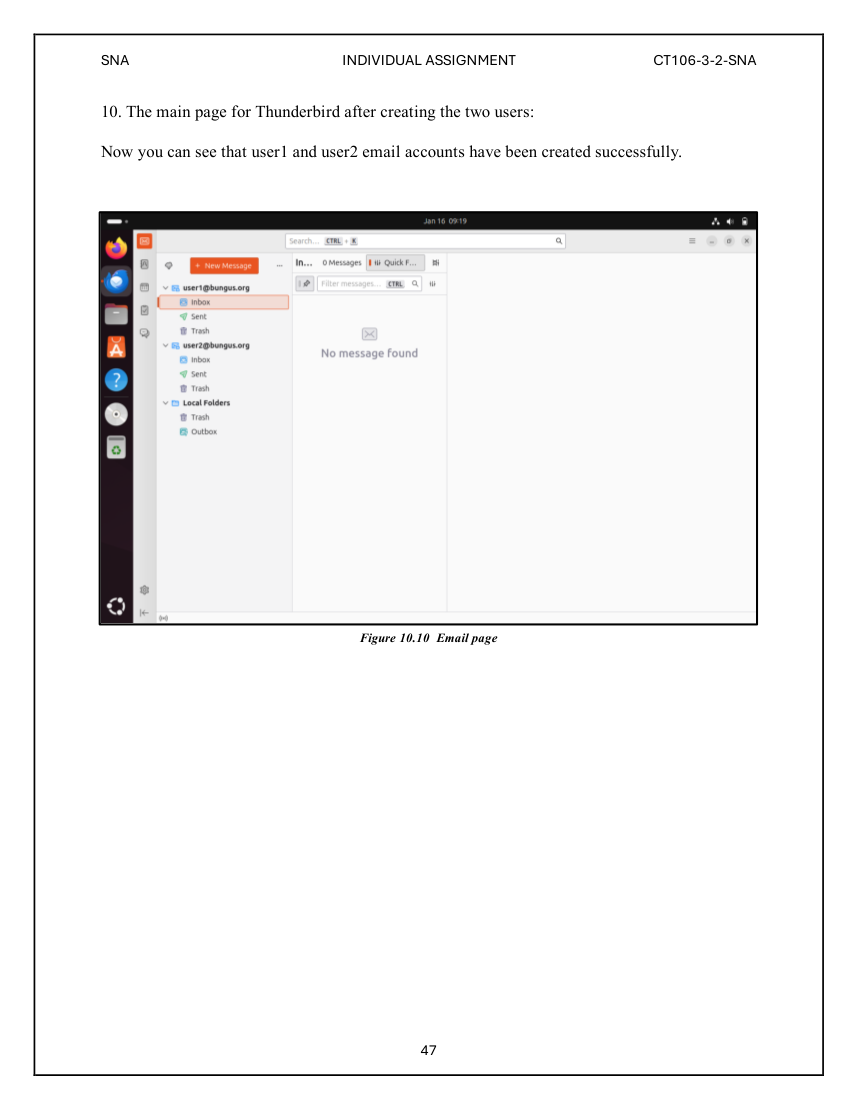 SNA INDIVIDUAL ASSIGNMENT CT106-3-2-SNA
10. The main page for Thunderbird after creating the two users:
Now you can see that user1 and user2 email accounts have been created successfully.
Jan 16 09:19
Search... CTRL + K
+ New Message ...
In... 0 Messages Quick F...
Filter messages... CTRL
user1@bungus.org
Inbox
Sent
Trash
user2@bungus.org
Inbox
Sent
Trash
Local Folders
Trash
Outbox
No message found
Figure 10.10 Email page
47